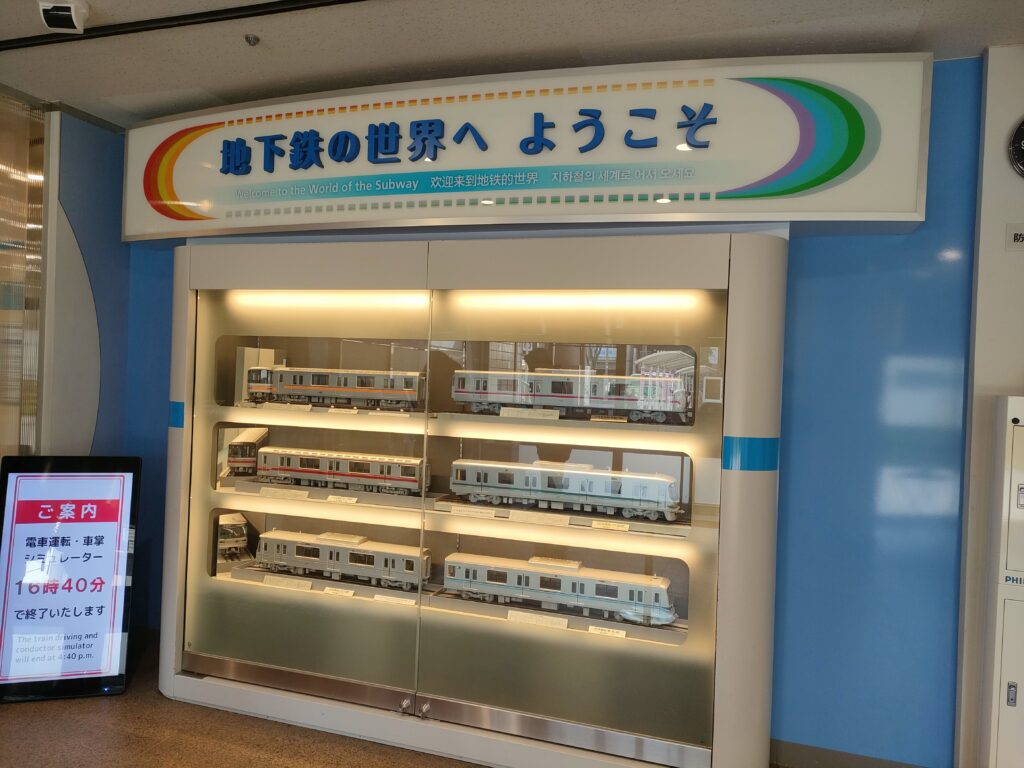 地下鉄の世界へ ようこそ
Welcome to the World of the Subway 欢迎来到地铁的世界 지하철의 세계로 어서 오세요
ご案内
電車運転・車掌
シミュレーター
16時40分
で終了いたします
The train driving and
conductor simulator
will end at 4:40 p.m.
防
PHI